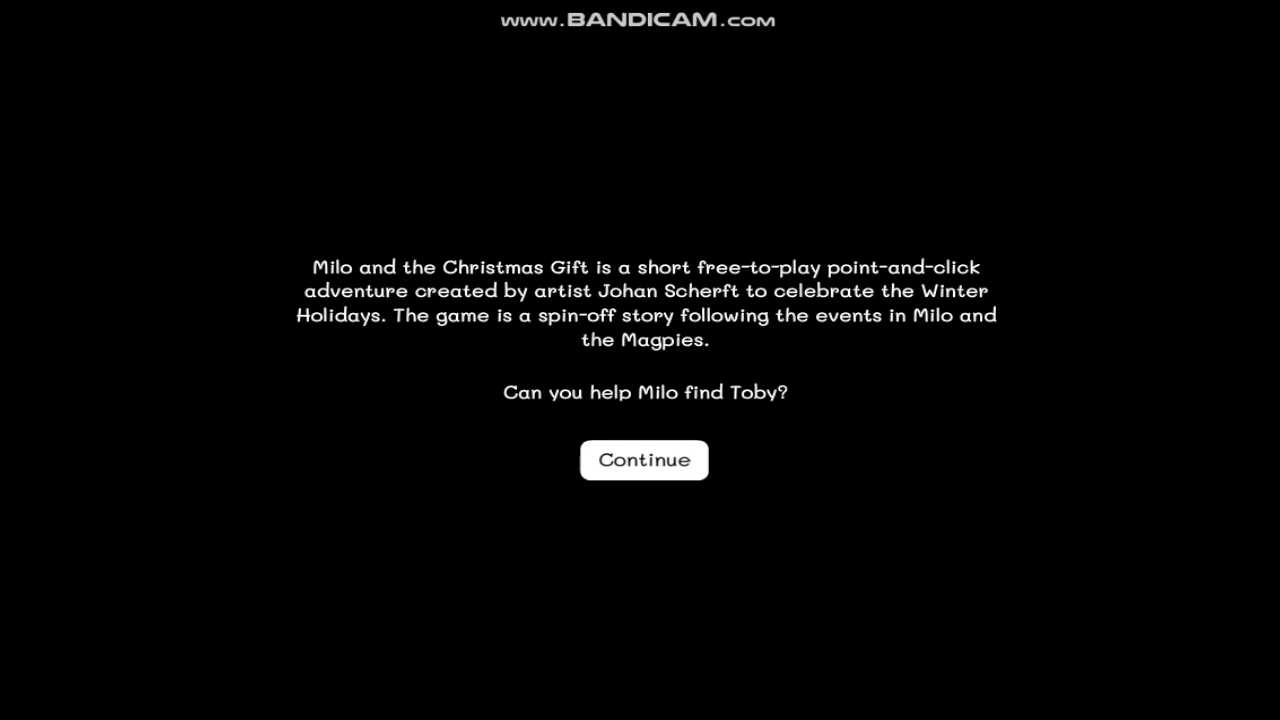 www.BANDICAM.com
Milo and the Christmas Gift is a short free-to-play point-and-click
adventure created by artist Johan Scherft to celebrate the Winter
Holidays. The game is a spin-off story following the events in Milo and
the Magpies.
Can you help Milo find Toby?
Continue